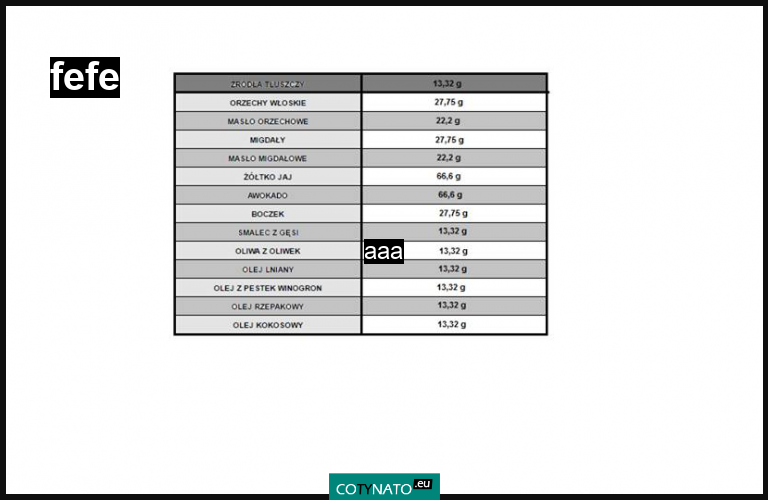 fefe
ŹRÓDŁA TŁUSZCZY 13,32 g
ORZECHY WŁOSKIE 27,75 g
MASŁO ORZECHOWE 22,2 g
MIGDAŁY 27,75 g
MASŁO MIGDAŁOWE 22,2 g
ŻÓŁTKO JAJ 66,6 g
AWOKADO 66,6 g
BOCZEK 27,75 g
SMALEC Z GĘSI 13,32 g
OLIWA Z OLIWEK aaa 13,32 g
OLEJ LNIANY 13,32 g
OLEJ Z PESTEK WINOGRON 13,32 g
OLEJ RZEPAKOWY 13,32 g
OLEJ KOKOSOWY 13,32 g
COTYNATO.eu